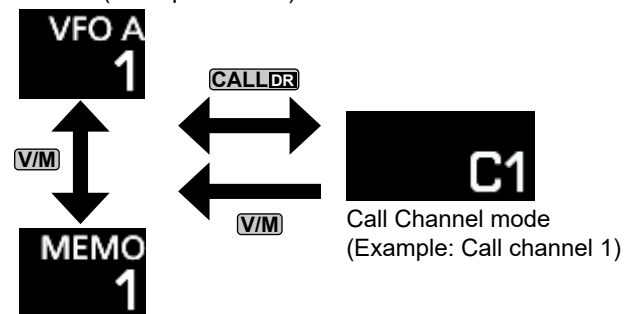 VFO A
1
CALL DR
V/M
C1
V/M
Call Channel mode
(Example: Call channel 1)
MEMO
1